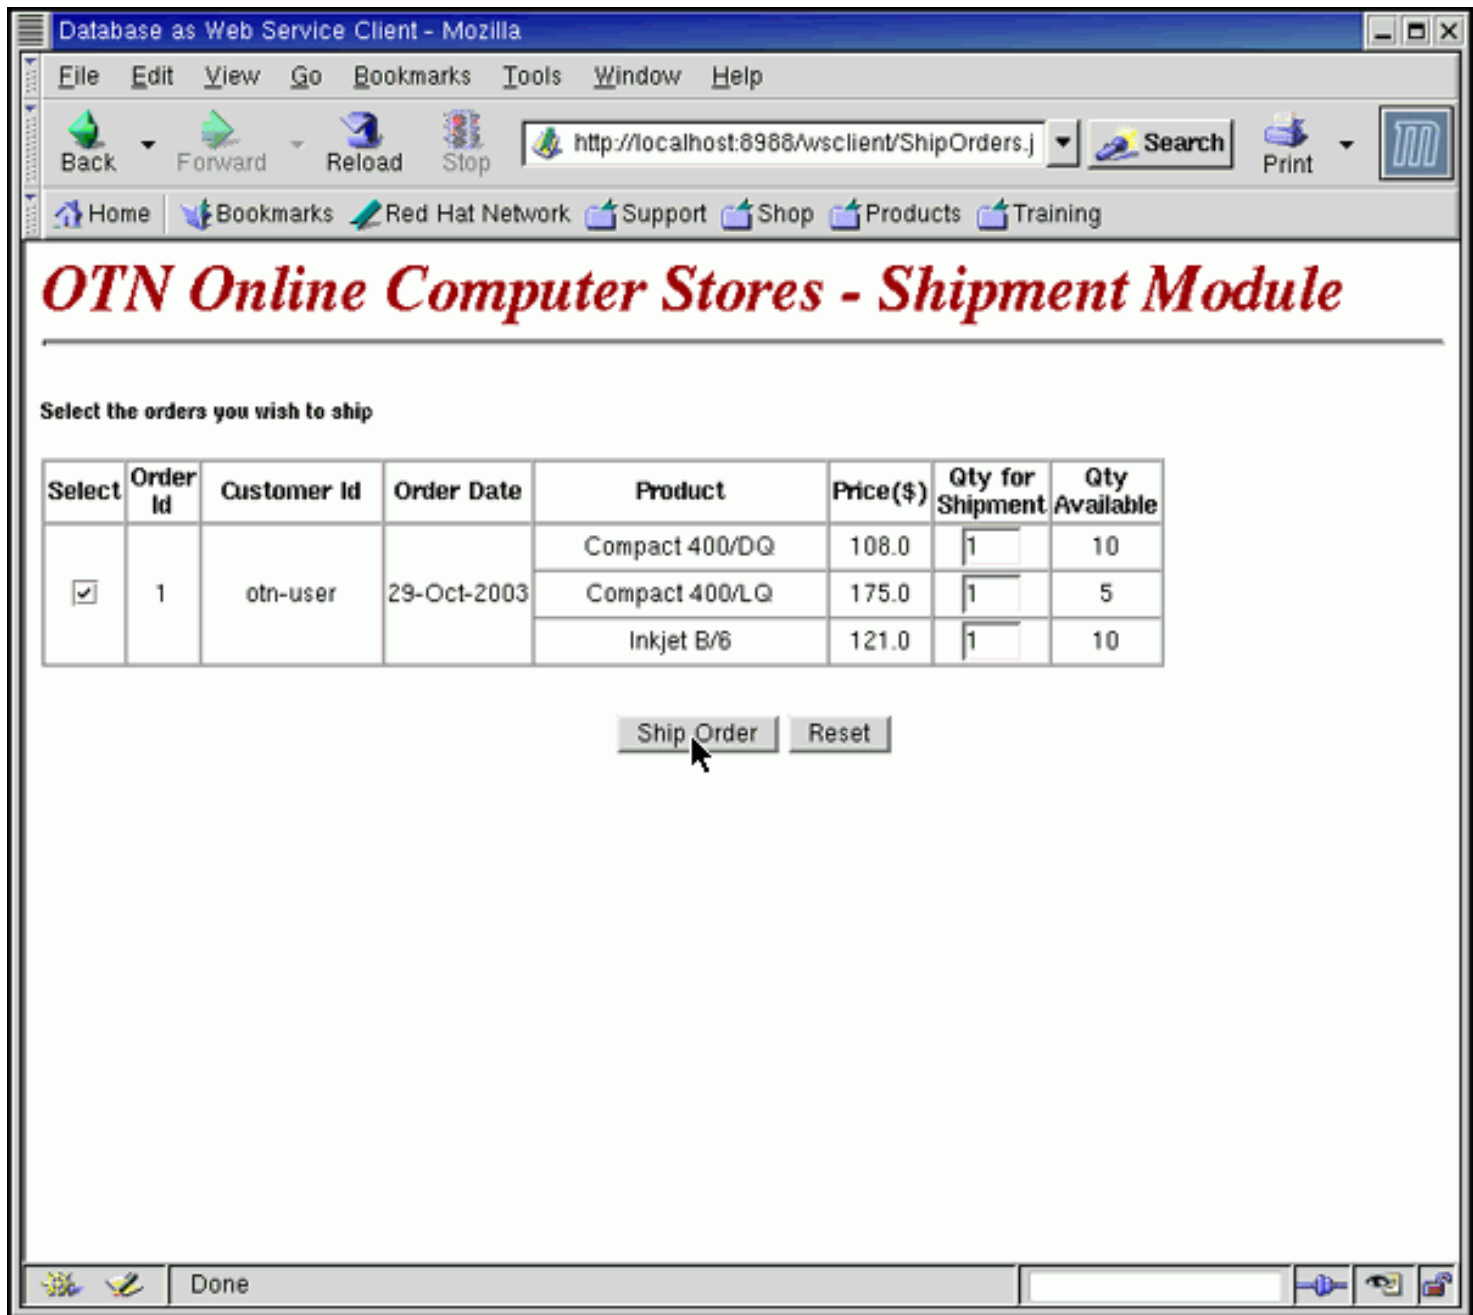 Database as Web Service Client - Mozilla
File Edit View Go Bookmarks Tools Window Help
Back Forward Reload Stop http://localhost:8988/wsclient/ShipOrders.j Search Print
Home Bookmarks Red Hat Network Support Shop Products Training
OTN Online Computer Stores - Shipment Module
Select the orders you wish to ship
Select Order Id Customer Id Order Date Product Price($) Qty for Shipment Qty Available
Compact 400/DQ 108.0 1 10
1 otn-user 29-Oct-2003 Compact 400/LQ 175.0 1 5
Inkjet B/6 121.0 1 10
Ship Order Reset
Done